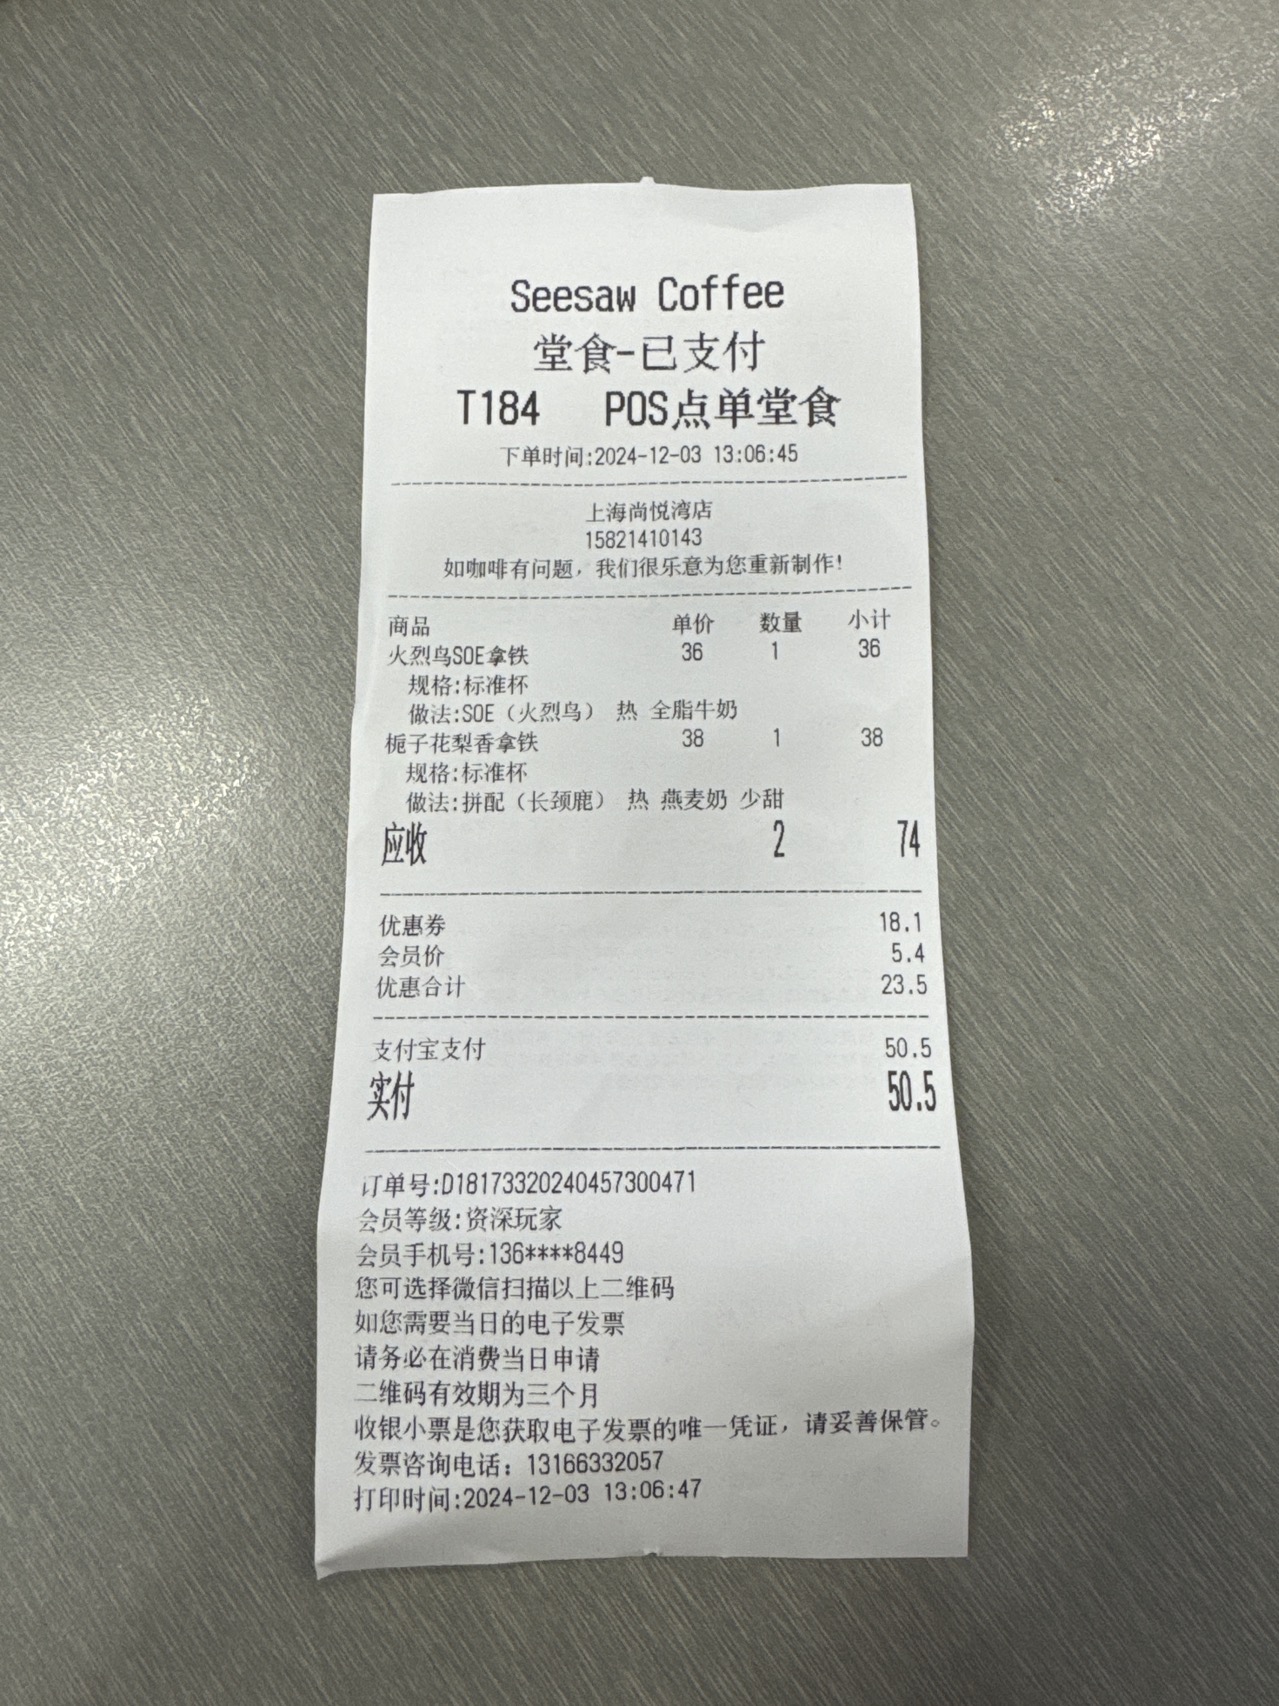 Seesaw Coffee
堂食-已支付
T184 POS点单堂食
下单时间:2024-12-03 13:06:45
上海尚悦湾店
15821410143
如咖啡有问题，我们很乐意为您重新制作!
商品 单价 数量 小计
火烈鸟SOE拿铁 36 1 36
规格:标准杯
做法:SOE（火烈鸟） 热 全脂牛奶
栀子花梨香拿铁 38 1 38
规格:标准杯
做法:拼配（长颈鹿） 热 燕麦奶 少甜
应收 2 74
优惠券 18.1
会员价 5.4
优惠合计 23.5
支付宝支付 50.5
实付 50.5
订单号:D18173320240457300471
会员等级:资深玩家
会员手机号:136****8449
您可选择微信扫描以上二维码
如您需要当日的电子发票
请务必在消费当日申请
二维码有效期为三个月
收银小票是您获取电子发票的唯一凭证，请妥善保管。
发票咨询电话：13166332057
打印时间:2024-12-03 13:06:47